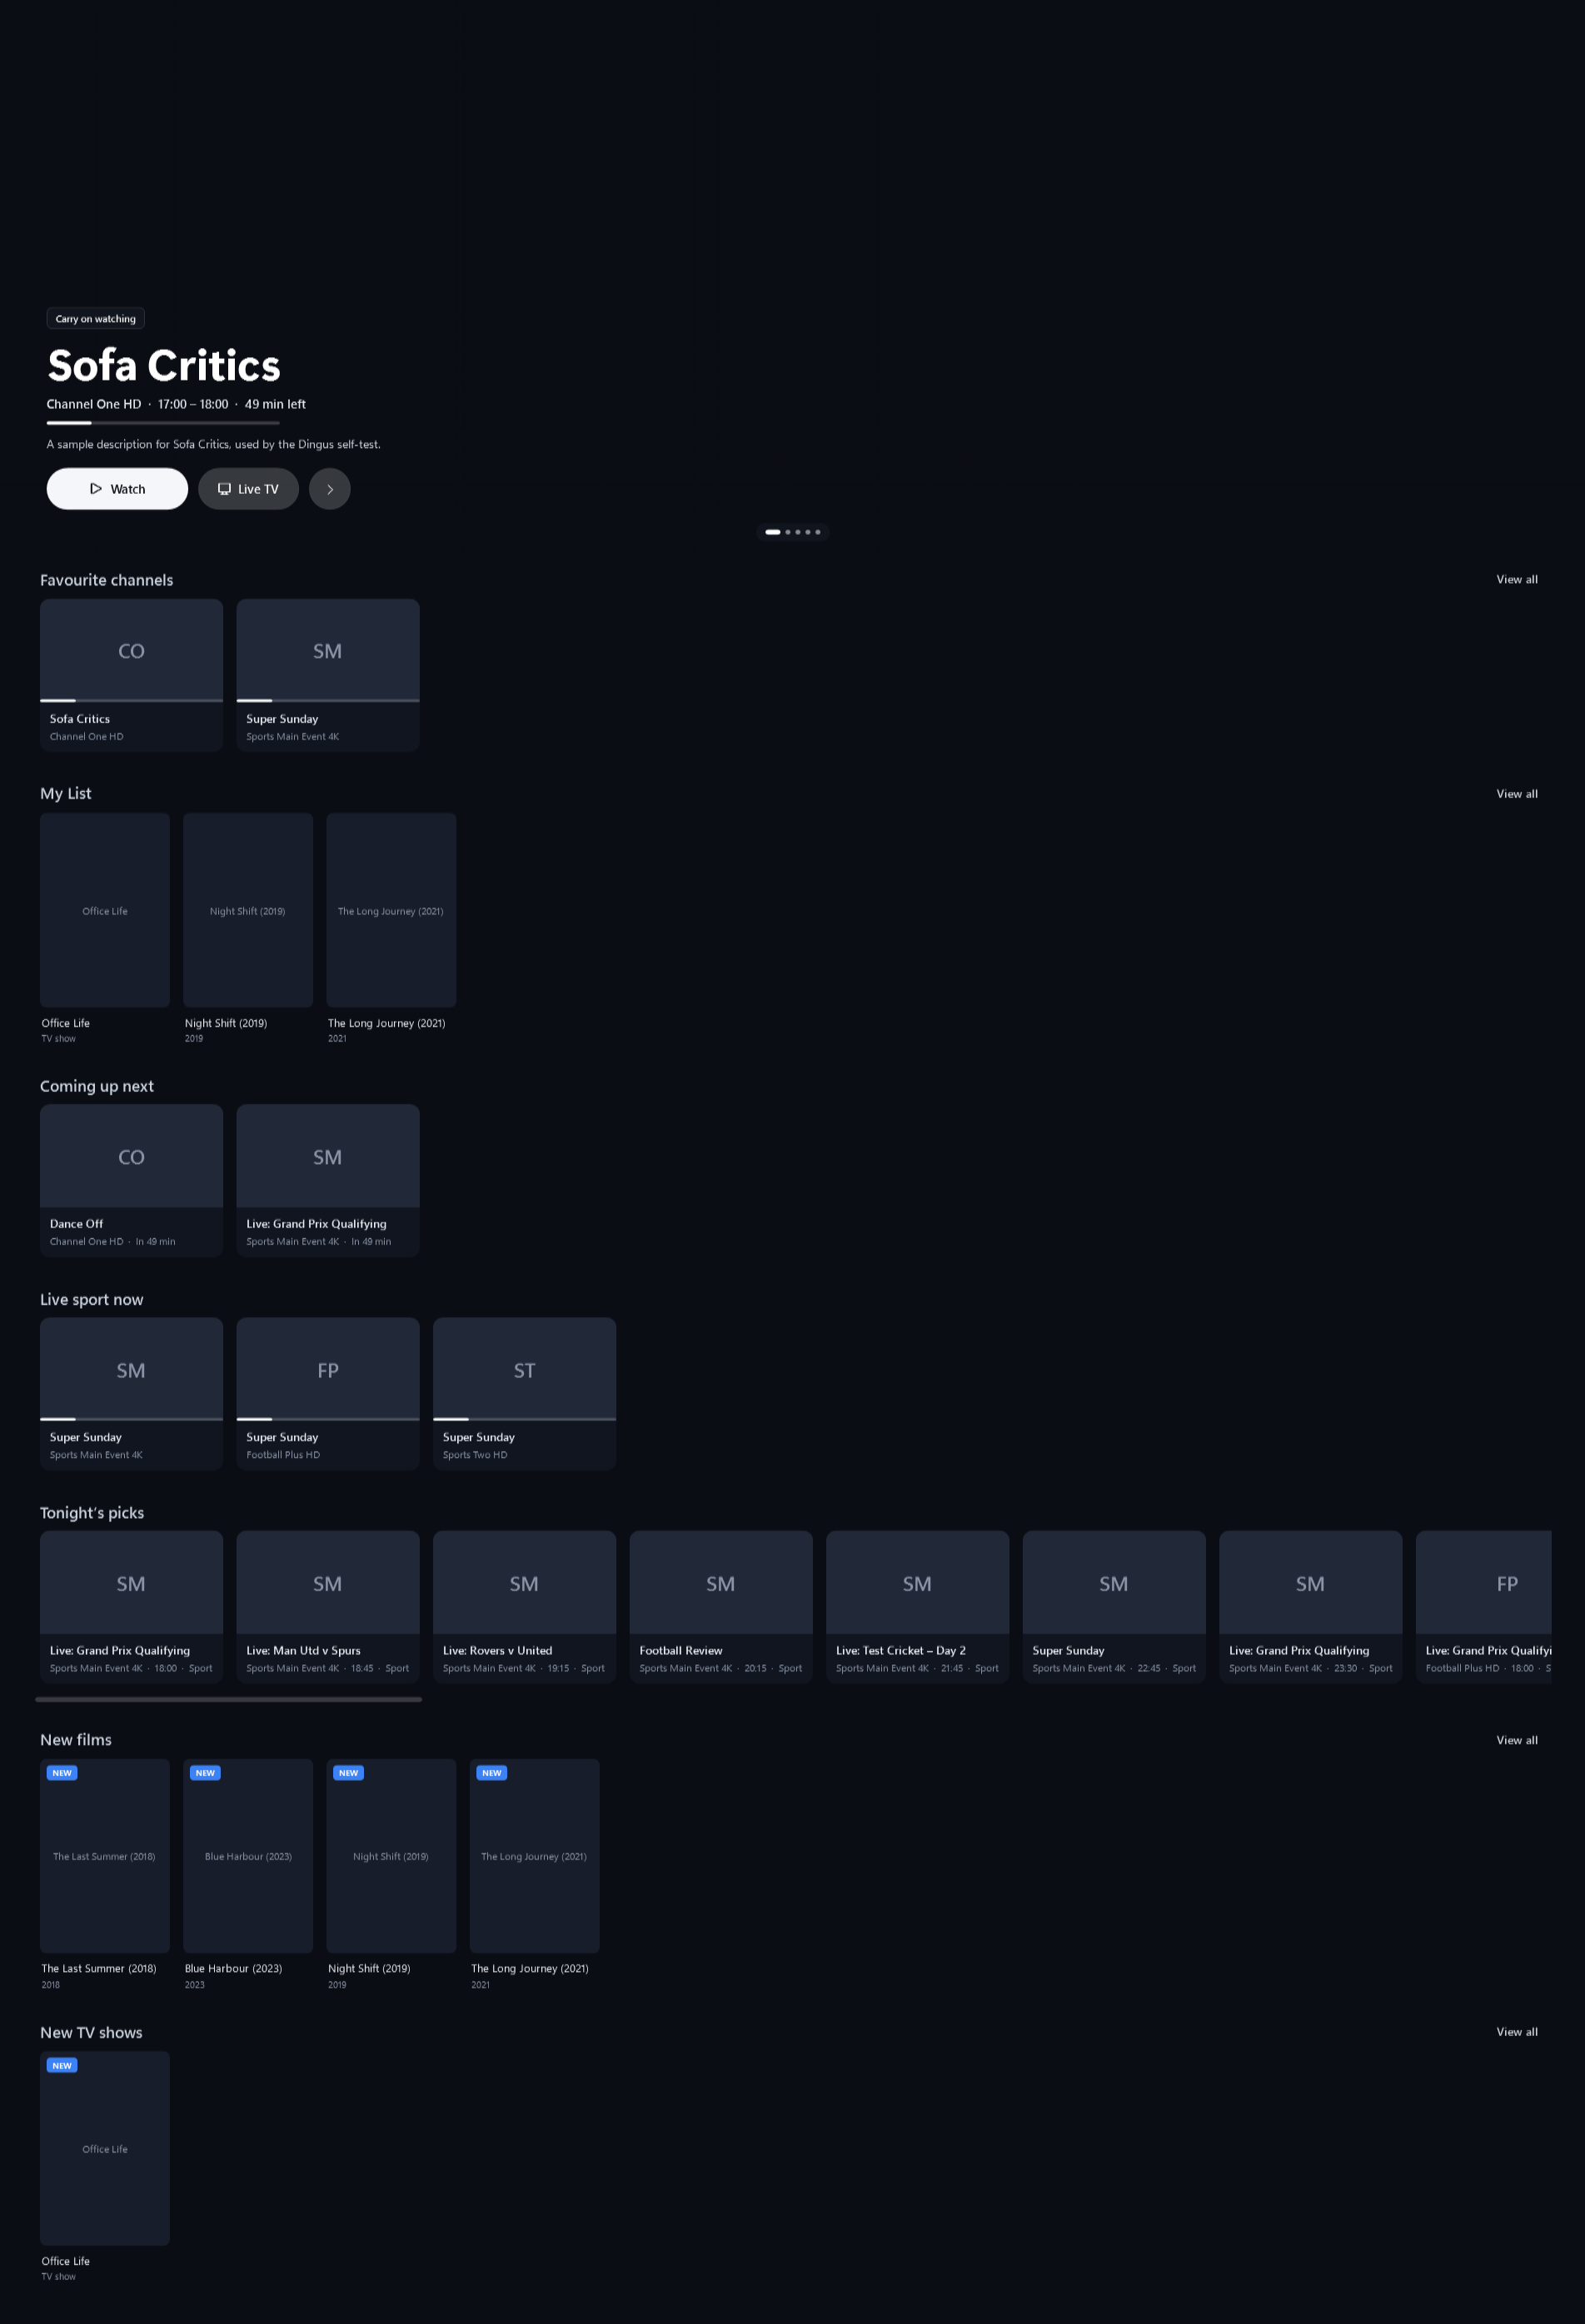 Carry on watching
Sofa Critics
Channel One HD · 17:00 – 18:00 · 49 min left
A sample description for Sofa Critics, used by the Dingus self-test.
Watch
Live TV
Favourite channels
View all
CO
SM
Sofa Critics
Channel One HD
Super Sunday
Sports Main Event 4K
My List
View all
Office Life
Night Shift (2019)
The Long Journey (2021)
Office Life
TV show
Night Shift (2019)
2019
The Long Journey (2021)
2021
Coming up next
CO
SM
Dance Off
Channel One HD · In 49 min
Live: Grand Prix Qualifying
Sports Main Event 4K · In 49 min
Live sport now
SM
FP
ST
Super Sunday
Sports Main Event 4K
Super Sunday
Football Plus HD
Super Sunday
Sports Two HD
Tonight's picks
SM
SM
SM
SM
SM
SM
SM
FP
Live: Grand Prix Qualifying
Sports Main Event 4K · 18:00 · Sport
Live: Man Utd v Spurs
Sports Main Event 4K · 18:45 · Sport
Live: Rovers v United
Sports Main Event 4K · 19:15 · Sport
Football Review
Sports Main Event 4K · 20:15 · Sport
Live: Test Cricket – Day 2
Sports Main Event 4K · 21:45 · Sport
Super Sunday
Sports Main Event 4K · 22:45 · Sport
Live: Grand Prix Qualifying
Sports Main Event 4K · 23:30 · Sport
Live: Grand Prix Qualifyi
Football Plus HD · 18:00 · S
New films
View all
NEW
NEW
NEW
NEW
The Last Summer (2018)
Blue Harbour (2023)
Night Shift (2019)
The Long Journey (2021)
The Last Summer (2018)
2018
Blue Harbour (2023)
2023
Night Shift (2019)
2019
The Long Journey (2021)
2021
New TV shows
View all
NEW
Office Life
Office Life
TV show